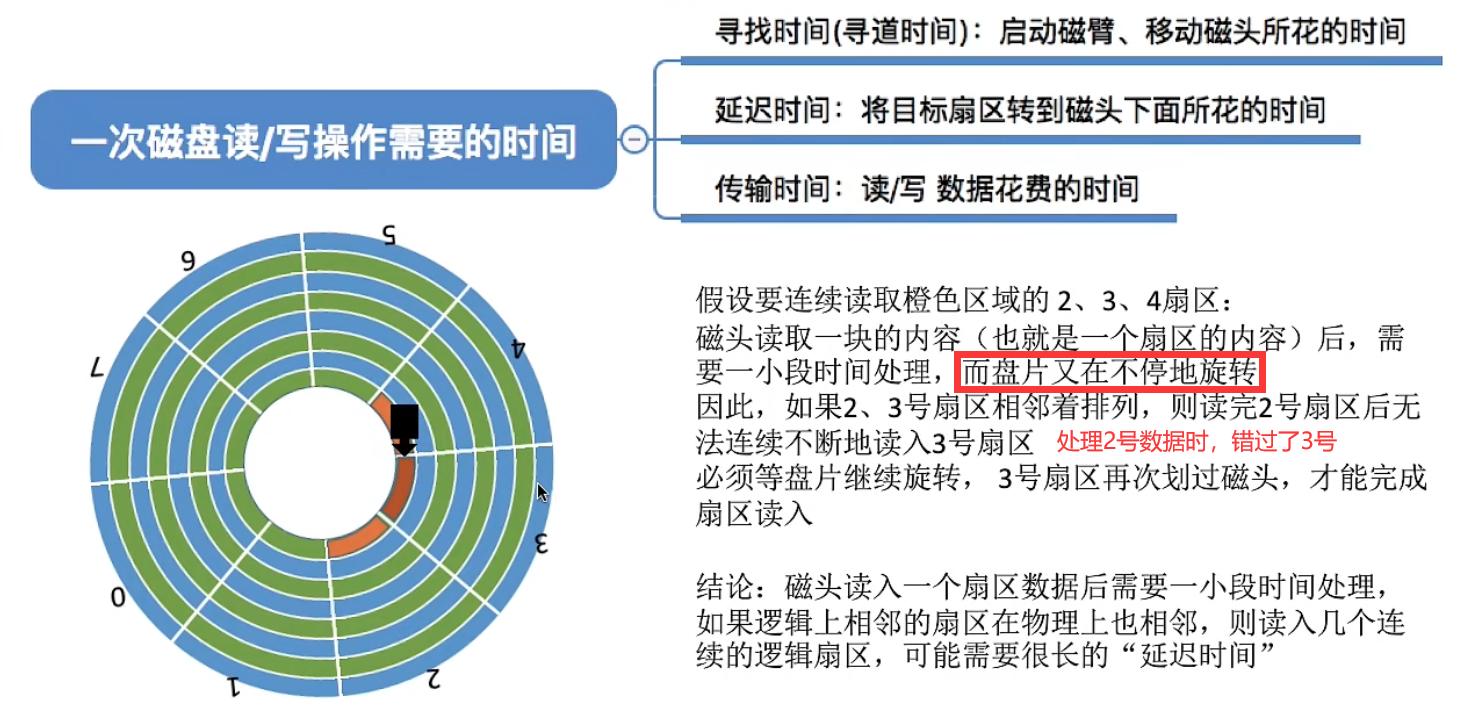 寻找时间(寻道时间)：启动磁臂、移动磁头所花的时间
一次磁盘读/写操作需要的时间
延迟时间：将目标扇区转到磁头下面所花的时间
传输时间：读/写 数据花费的时间
5
6
4
7
3
0
2
1
假设要连续读取橙色区域的 2、3、4扇区：
磁头读取一块的内容（也就是一个扇区的内容）后，需
要一小段时间处理，而盘片又在不停地旋转
因此，如果2、3号扇区相邻着排列，则读完2号扇区后无
法连续不断地读入3号扇区 处理2号数据时，错过了3号
必须等盘片继续旋转， 3号扇区再次划过磁头，才能完成
扇区读入
结论：磁头读入一个扇区数据后需要一小段时间处理，
如果逻辑上相邻的扇区在物理上也相邻，则读入几个连
续的逻辑扇区，可能需要很长的“延迟时间”